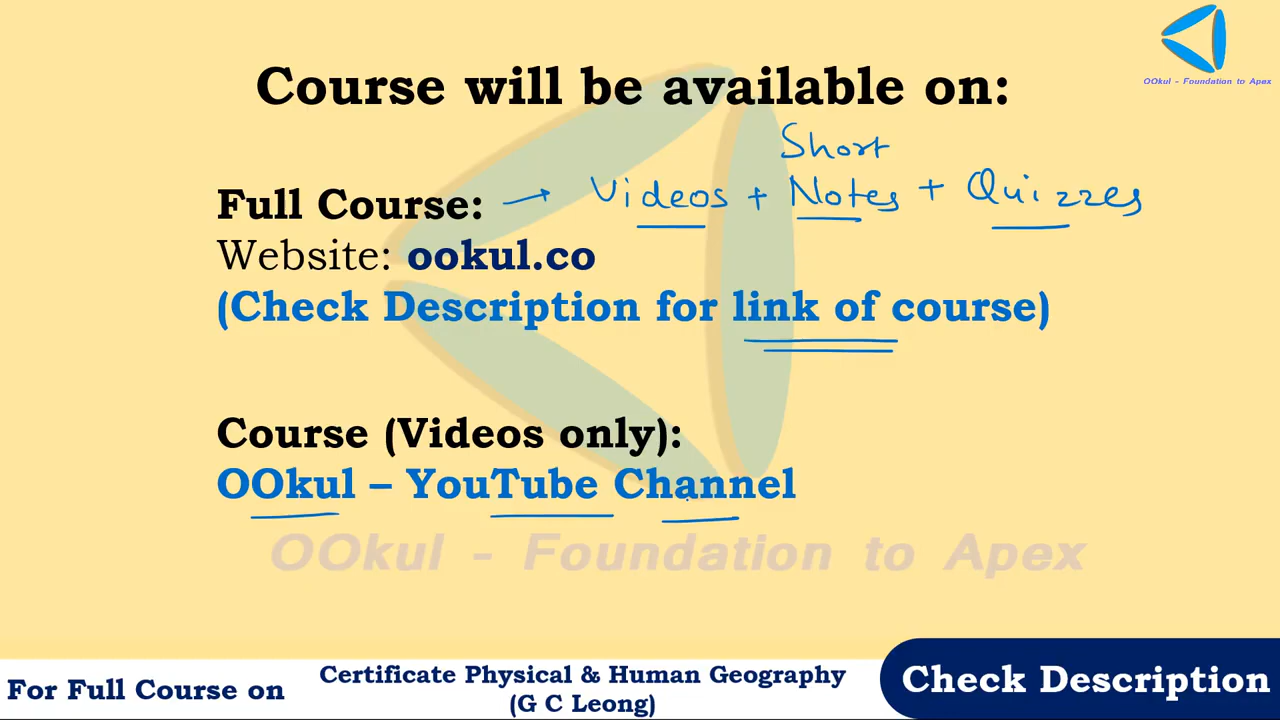 OOkul - Foundation to Apex
Course will be available on:
Short
Full Course: → Videos + Notes + Quizzes
Website: ookul.co
(Check Description for link of course)
Course (Videos only):
OOkul – YouTube Channel
OOkul - Foundation to Apex
For Full Course on
Certificate Physical & Human Geography
(G C Leong)
Check Description